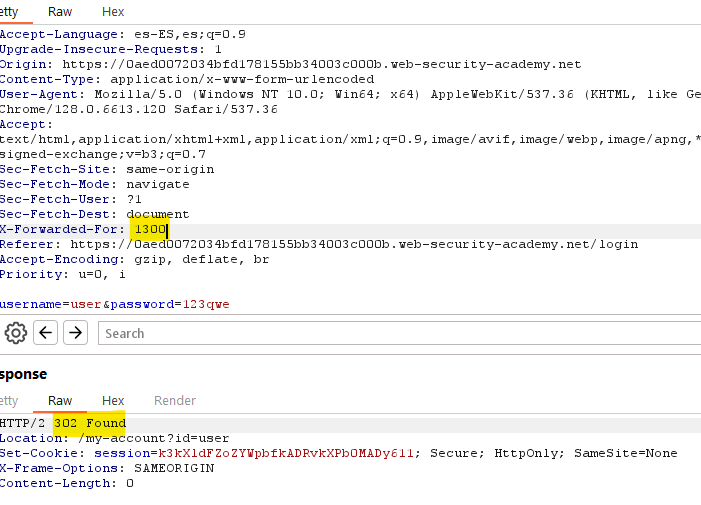 etty Raw Hex
Accept-Language: es-ES,es;q=0.9
Upgrade-Insecure-Requests: 1
Origin: https://0aed0072034bfd178155bb34003c000b.web-security-academy.net
Content-Type: application/x-www-form-urlencoded
User-Agent: Mozilla/5.0 (Windows NT 10.0; Win64; x64) AppleWebKit/537.36 (KHTML, like Ge
Chrome/128.0.6613.120 Safari/537.36
Accept:
text/html,application/xhtml+xml,application/xml;q=0.9,image/avif,image/webp,image/apng,*
signed-exchange;v=b3;q=0.7
Sec-Fetch-Site: same-origin
Sec-Fetch-Mode: navigate
Sec-Fetch-User: ?1
Sec-Fetch-Dest: document
X-Forwarded-For: 1300
Referer: https://0aed0072034bfd178155bb34003c000b.web-security-academy.net/login
Accept-Encoding: gzip, deflate, br
Priority: u=0, i
username=user&password=123qwe
Search
sponse
etty Raw Hex Render
HTTP/2 302 Found
Location: /my-account?id=user
Set-Cookie: session=k3kXldFZoZYWpbfkADRvkXPbOMADy6ll; Secure; HttpOnly; SameSite=None
X-Frame-Options: SAMEORIGIN
Content-Length: 0